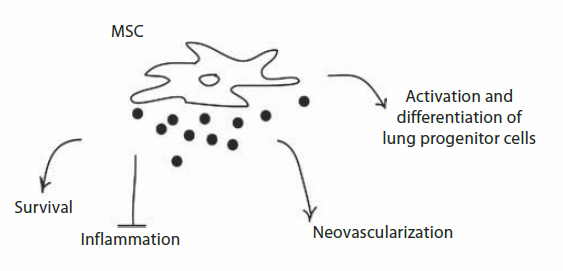 MSC
Activation and
differentiation of
lung progenitor cells
Survival
Inflammation
Neovascularization